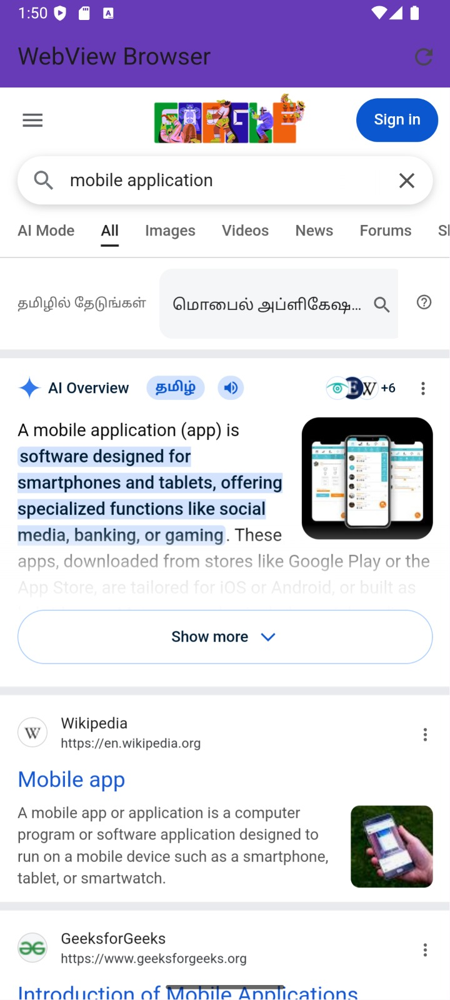 1:50
WebView Browser
Sign in
mobile application
AI Mode All Images Videos News Forums
தமிழில் தேடுங்கள் மொபைல் அப்ளிகேஷ...
AI Overview தமிழ் +6
A mobile application (app) is
software designed for
smartphones and tablets, offering
specialized functions like social
media, banking, or gaming. These
apps, downloaded from stores like Google Play or the
App Store, are tailored for iOS or Android, or built as
Show more
Wikipedia
https://en.wikipedia.org
Mobile app
A mobile app or application is a computer
program or software application designed to
run on a mobile device such as a smartphone,
tablet, or smartwatch.
GeeksforGeeks
https://www.geeksforgeeks.org
Introduction of Mobile Applications